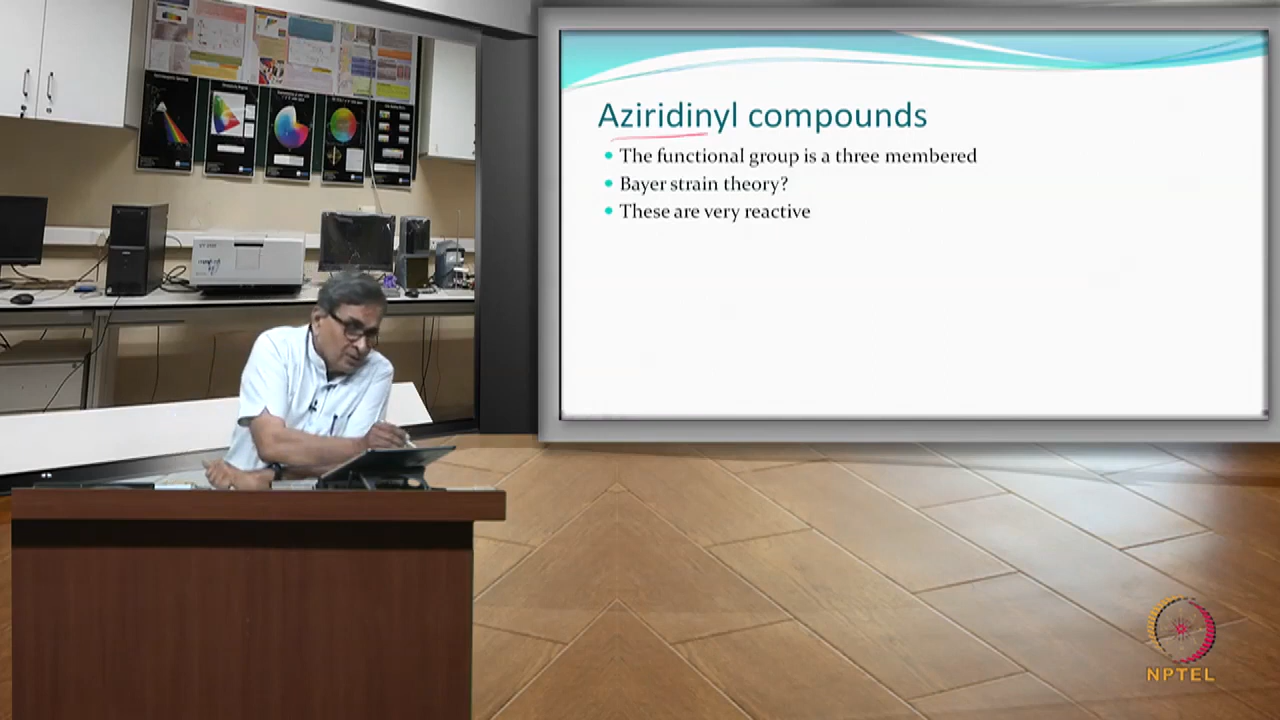 Aziridinyl compounds
The functional group is a three membered
Bayer strain theory?
These are very reactive
NPTEL